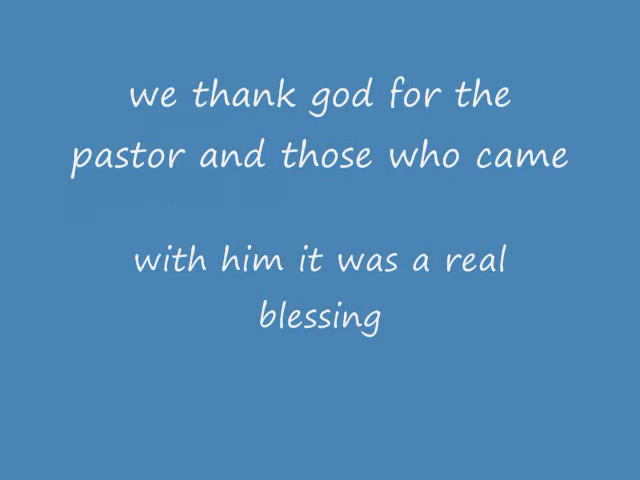 we thank god for the
pastor and those who came
with him it was a real
blessing